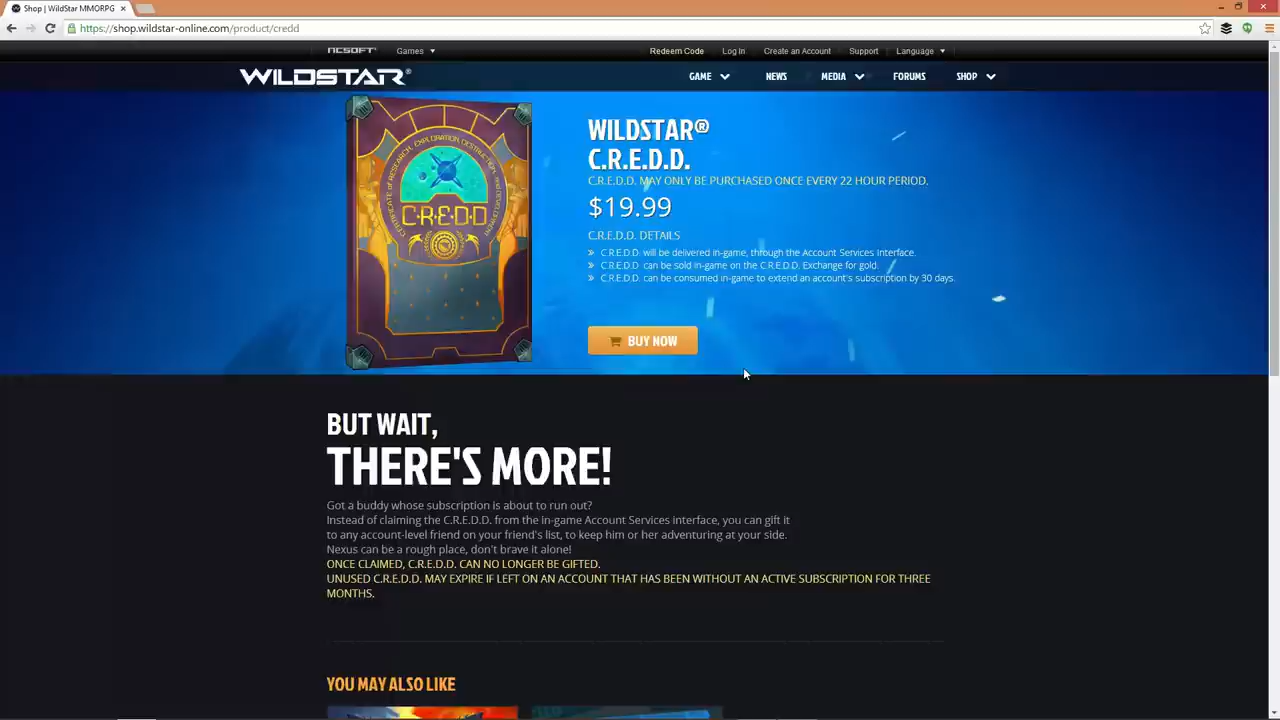 Shop | WildStar MMORPG
https://shop.wildstar-online.com/product/credd
NCSOFT
Games
Redeem Code
Log In
Create an Account
Support
Language
WILDSTAR®
GAME
NEWS
MEDIA
FORUMS
SHOP
CERTIFICATE of RESEARCH, EXPLORATION, DESTRUCTION, and DEVELOPMENT
C·R·E·D·D
WILDSTAR®
C.R.E.D.D.
C.R.E.D.D. MAY ONLY BE PURCHASED ONCE EVERY 22 HOUR PERIOD.
$19.99
C.R.E.D.D. DETAILS
C.R.E.D.D. will be delivered in-game, through the Account Services Interface.
C.R.E.D.D. can be sold in-game on the C.R.E.D.D. Exchange for gold.
C.R.E.D.D. can be consumed in-game to extend an account's subscription by 30 days.
BUY NOW
BUT WAIT,
THERE'S MORE!
Got a buddy whose subscription is about to run out?
Instead of claiming the C.R.E.D.D. from the in-game Account Services interface, you can gift it
to any account-level friend on your friend's list, to keep him or her adventuring at your side.
Nexus can be a rough place, don't brave it alone!
ONCE CLAIMED, C.R.E.D.D. CAN NO LONGER BE GIFTED.
UNUSED C.R.E.D.D. MAY EXPIRE IF LEFT ON AN ACCOUNT THAT HAS BEEN WITHOUT AN ACTIVE SUBSCRIPTION FOR THREE
MONTHS.
YOU MAY ALSO LIKE